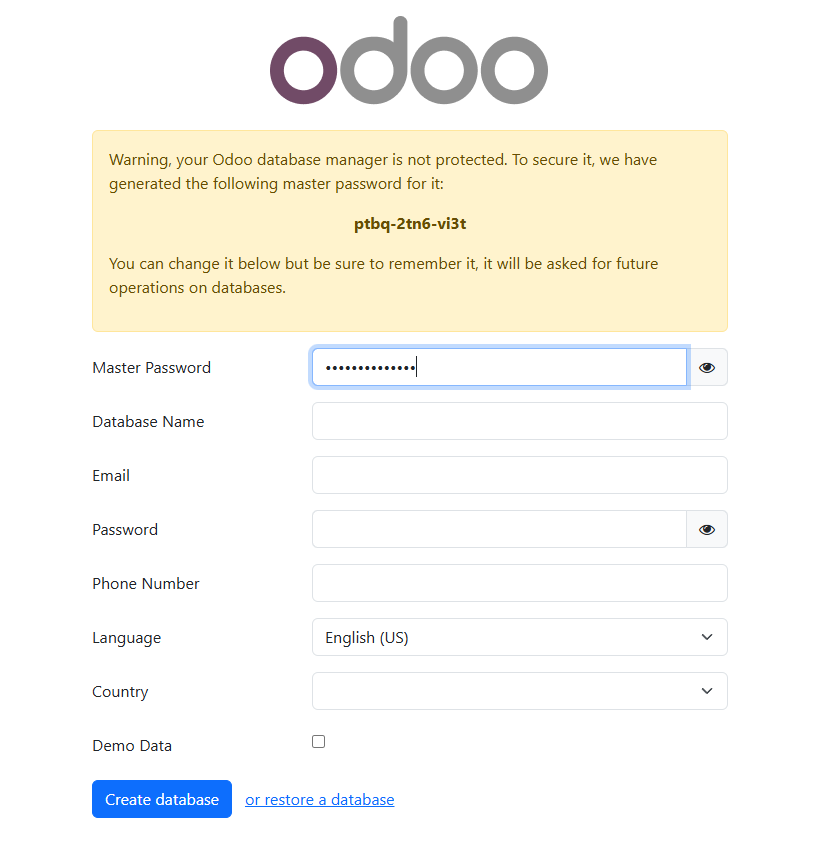 odoo
Warning, your Odoo database manager is not protected. To secure it, we have
generated the following master password for it:
ptbq-2tn6-vi3t
You can change it below but be sure to remember it, it will be asked for future
operations on databases.
Master Password ••••••••••••••
Database Name
Email
Password
Phone Number
Language English (US)
Country
Demo Data
Create database or restore a database